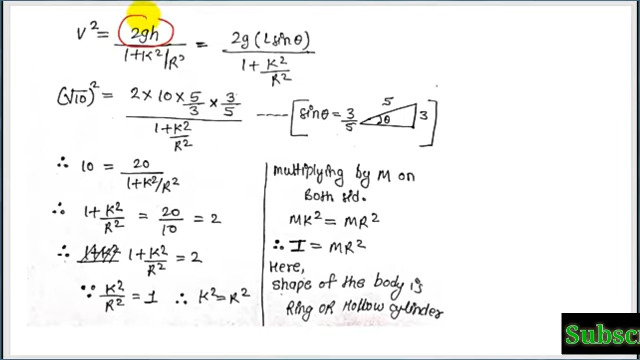 V² = 2gh / 1+K²/R² = 2g(Lsinθ) / 1+K²/R²
(√10)² = 2×10×5/3×3/5 / 1+K²/R² ---- [sinθ = 3/5 5 θ 3]
∴ 10 = 20 / 1+K²/R²
∴ 1+K²/R² = 20/10 = 2
∴ 1+K²/R² = 2
∵ K²/R² = 1 ∴ K² = R²
multiplying by M on
Both sid.
MK² = MR²
∴ I = MR²
Here,
shape of the body is
Ring OR Hollow cylinder
Subsc